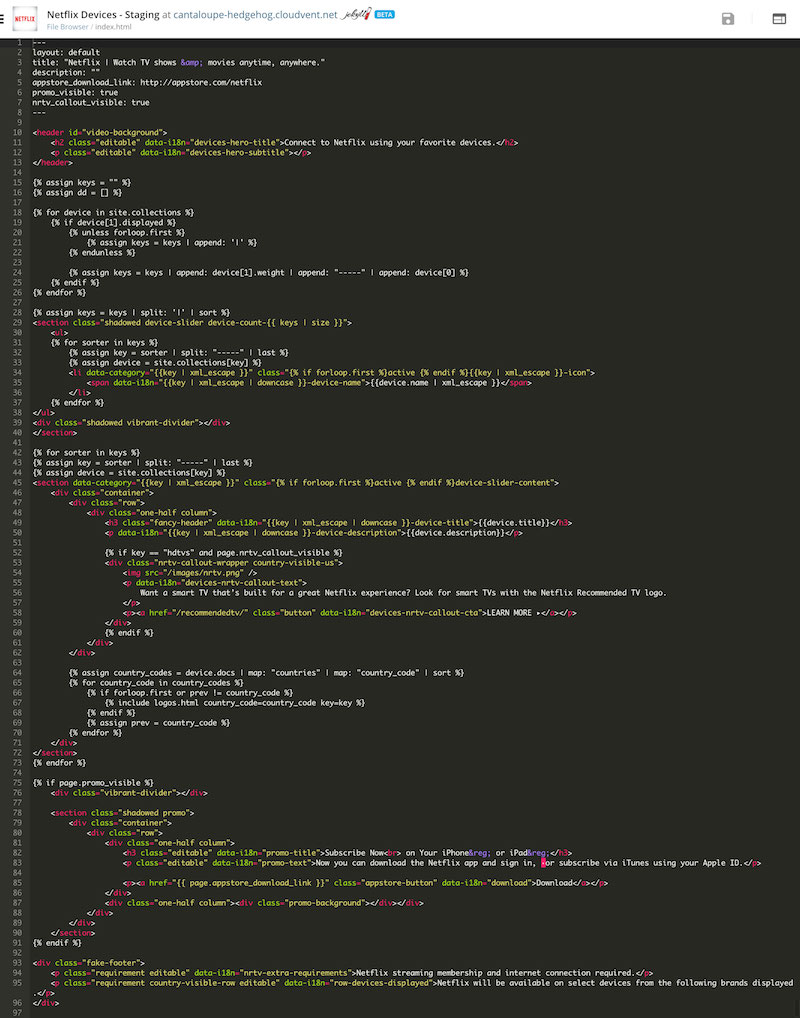 NETFLIX
Netflix Devices - Staging at cantaloupe-hedgehog.cloudvent.net jekyll BETA
File Browser / index.html
1 ---
2 layout: default
3 title: "Netflix | Watch TV shows &amp; movies anytime, anywhere."
4 description: ""
5 appstore_download_link: http://appstore.com/netflix
6 promo_visible: true
7 nrtv_callout_visible: true
8 ---
9
10 <header id="video-background">
11 <h2 class="editable" data-i18n="devices-hero-title">Connect to Netflix using your favorite devices.</h2>
12 <p class="editable" data-i18n="devices-hero-subtitle"></p>
13 </header>
14
15 {% assign keys = "" %}
16 {% assign dd = [] %}
17
18 {% for device in site.collections %}
19 {% if device[1].displayed %}
20 {% unless forloop.first %}
21 {% assign keys = keys | append: '|' %}
22 {% endunless %}
23
24 {% assign keys = keys | append: device[1].weight | append: "-----" | append: device[0] %}
25 {% endif %}
26 {% endfor %}
27
28 {% assign keys = keys | split: '|' | sort %}
29 <section class="shadowed device-slider device-count-{{ keys | size }}">
30 <ul>
31 {% for sorter in keys %}
32 {% assign key = sorter | split: "-----" | last %}
33 {% assign device = site.collections[key] %}
34 <li data-category="{{key | xml_escape }}" class="{% if forloop.first %}active {% endif %}{{key | xml_escape }}-icon">
35 <span data-i18n="{{key | xml_escape | downcase }}-device-name">{{device.name | xml_escape }}</span>
36 </li>
37 {% endfor %}
38 </ul>
39 <div class="shadowed vibrant-divider"></div>
40 </section>
41
42 {% for sorter in keys %}
43 {% assign key = sorter | split: "-----" | last %}
44 {% assign device = site.collections[key] %}
45 <section data-category="{{key | xml_escape }}" class="{% if forloop.first %}active {% endif %}device-slider-content">
46 <div class="container">
47 <div class="row">
48 <div class="one-half column">
49 <h3 class="fancy-header" data-i18n="{{key | xml_escape | downcase }}-device-title">{{device.title}}</h3>
50 <p data-i18n="{{key | xml_escape | downcase }}-device-description">{{device.description}}</p>
51
52 {% if key == "hdtvs" and page.nrtv_callout_visible %}
53 <div class="nrtv-callout-wrapper country-visible-us">
54 <img src="/images/nrtv.png" />
55 <p data-i18n="devices-nrtv-callout-text">
56 Want a smart TV that's built for a great Netflix experience? Look for smart TVs with the Netflix Recommended TV logo.
57 </p>
58 <p><a href="/recommendedtv/" class="button" data-i18n="devices-nrtv-callout-cta">LEARN MORE ▸</a></p>
59 </div>
60 {% endif %}
61 </div>
62 </div>
63
64 {% assign country_codes = device.docs | map: "countries" | map: "country_code" | sort %}
65 {% for country_code in country_codes %}
66 {% if forloop.first or prev != country_code %}
67 {% include logos.html country_code=country_code key=key %}
68 {% endif %}
69 {% assign prev = country_code %}
70 {% endfor %}
71 </div>
72 </section>
73 {% endfor %}
74
75 {% if page.promo_visible %}
76 <div class="vibrant-divider"></div>
77
78 <section class="shadowed promo">
79 <div class="container">
80 <div class="row">
81 <div class="one-half column">
82 <h3 class="editable" data-i18n="promo-title">Subscribe Now<br> on Your iPhone&reg; or iPad&reg;</h3>
83 <p class="editable" data-i18n="promo-text">Now you can download the Netflix app and sign in, or subscribe via iTunes using your Apple ID.</p>
84
85 <p><a href="{{ page.appstore_download_link }}" class="appstore-button" data-i18n="download">Download</a></p>
86 </div>
87 <div class="one-half column"><div class="promo-background"></div></div>
88 </div>
89 </div>
90 </section>
91 {% endif %}
92
93 <div class="fake-footer">
94 <p class="requirement editable" data-i18n="nrtv-extra-requirements">Netflix streaming membership and internet connection required.</p>
95 <p class="requirement country-visible-row editable" data-i18n="row-devices-displayed">Netflix will be available on select devices from the following brands displayed
.</p>
96 </div>
97